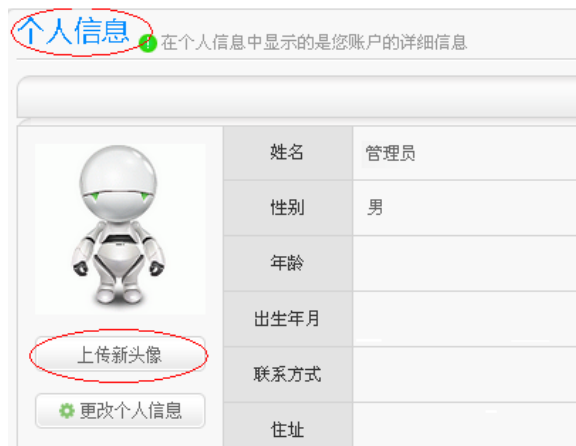 个人信息
在个人信息中显示的是您账户的详细信息
姓名 管理员
性别 男
年龄
出生年月
上传新头像
联系方式
更改个人信息
住址